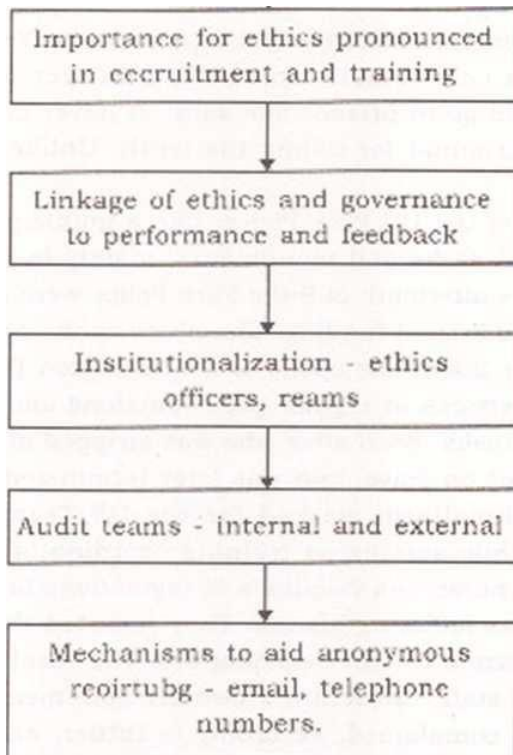 Importance for ethics pronounced
in eecruitment and training
Linkage of ethics and governance
to performance and feedback
Institutionalization - ethics
officers, reams
Audit teams - internal and external
Mechanisms to aid anonymous
reoirtubg - email, telephone
numbers.